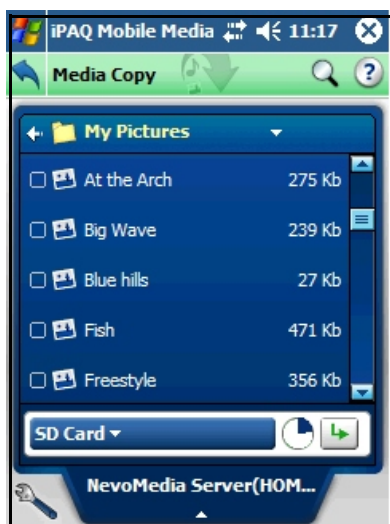 iPAQ Mobile Media 11:17
Media Copy ?
My Pictures
At the Arch 275 Kb
Big Wave 239 Kb
Blue hills 27 Kb
Fish 471 Kb
Freestyle 356 Kb
SD Card
NevoMedia Server(HOM...